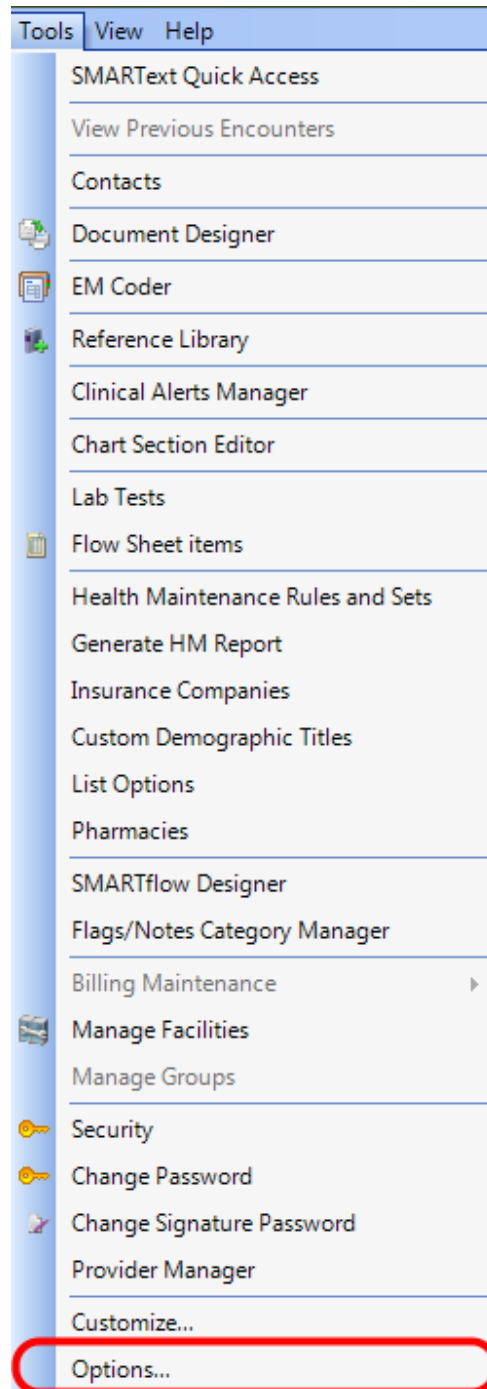 Tools View Help
SMARText Quick Access
View Previous Encounters
Contacts
Document Designer
EM Coder
Reference Library
Clinical Alerts Manager
Chart Section Editor
Lab Tests
Flow Sheet items
Health Maintenance Rules and Sets
Generate HM Report
Insurance Companies
Custom Demographic Titles
List Options
Pharmacies
SMARTflow Designer
Flags/Notes Category Manager
Billing Maintenance
Manage Facilities
Manage Groups
Security
Change Password
Change Signature Password
Provider Manager
Customize...
Options...